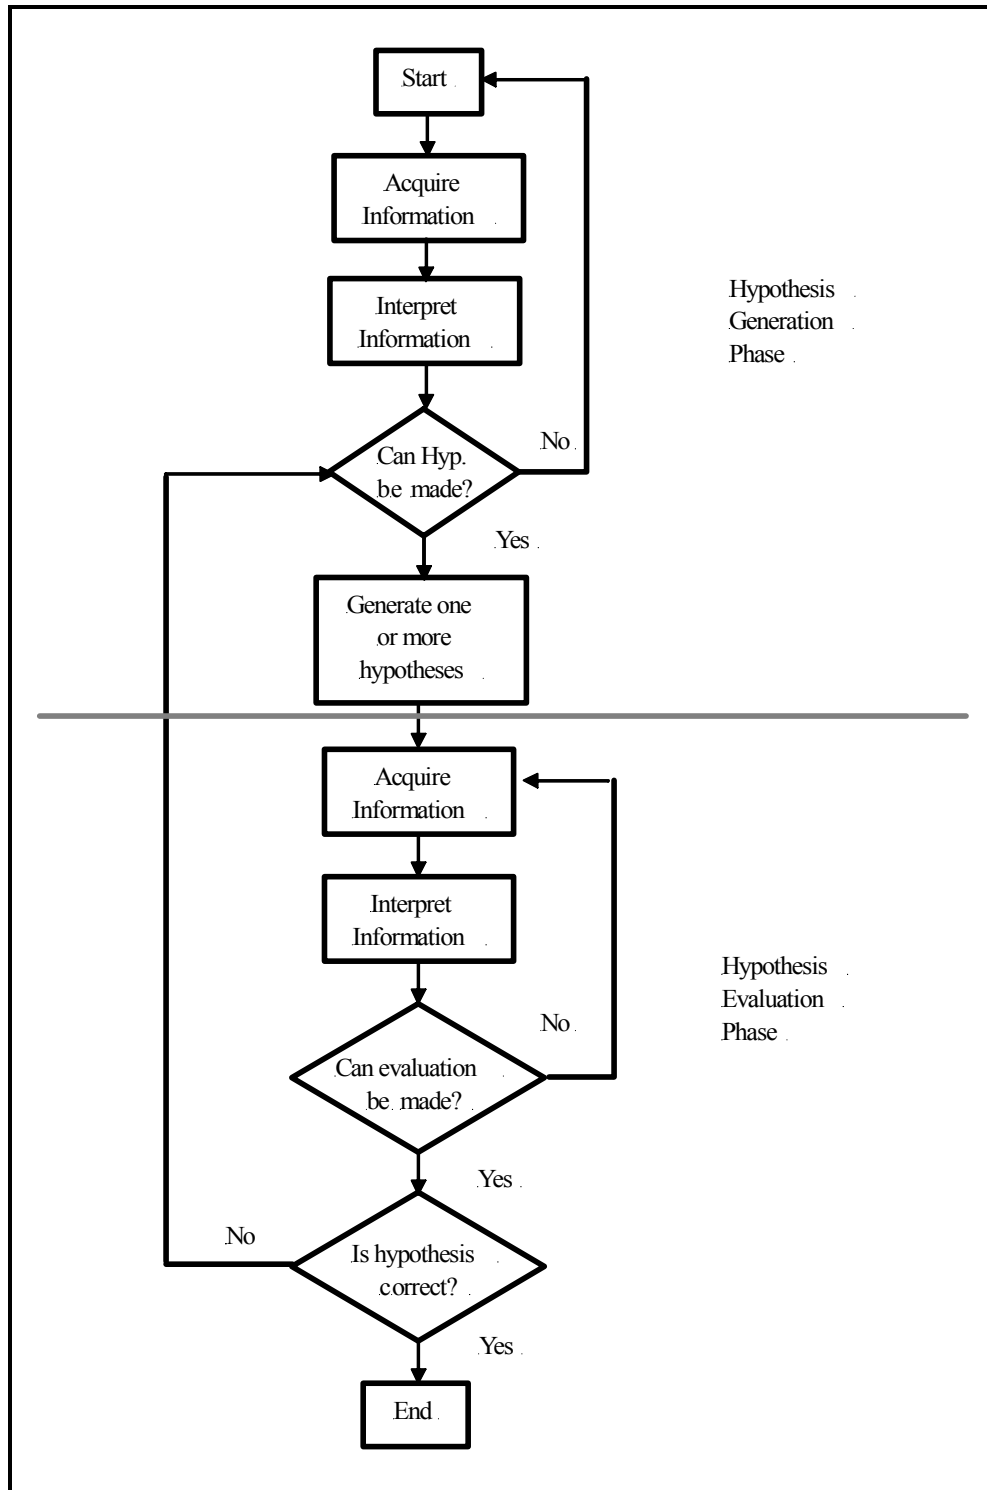 Start
Acquire
Information
Interpret
Information
Hypothesis
Generation
Phase
No
Can Hyp.
be made?
Yes
Generate one
or more
hypotheses
Acquire
Information
Interpret
Information
Hypothesis
Evaluation
Phase
No
Can evaluation
be made?
Yes
No
Is hypothesis
correct?
Yes
End